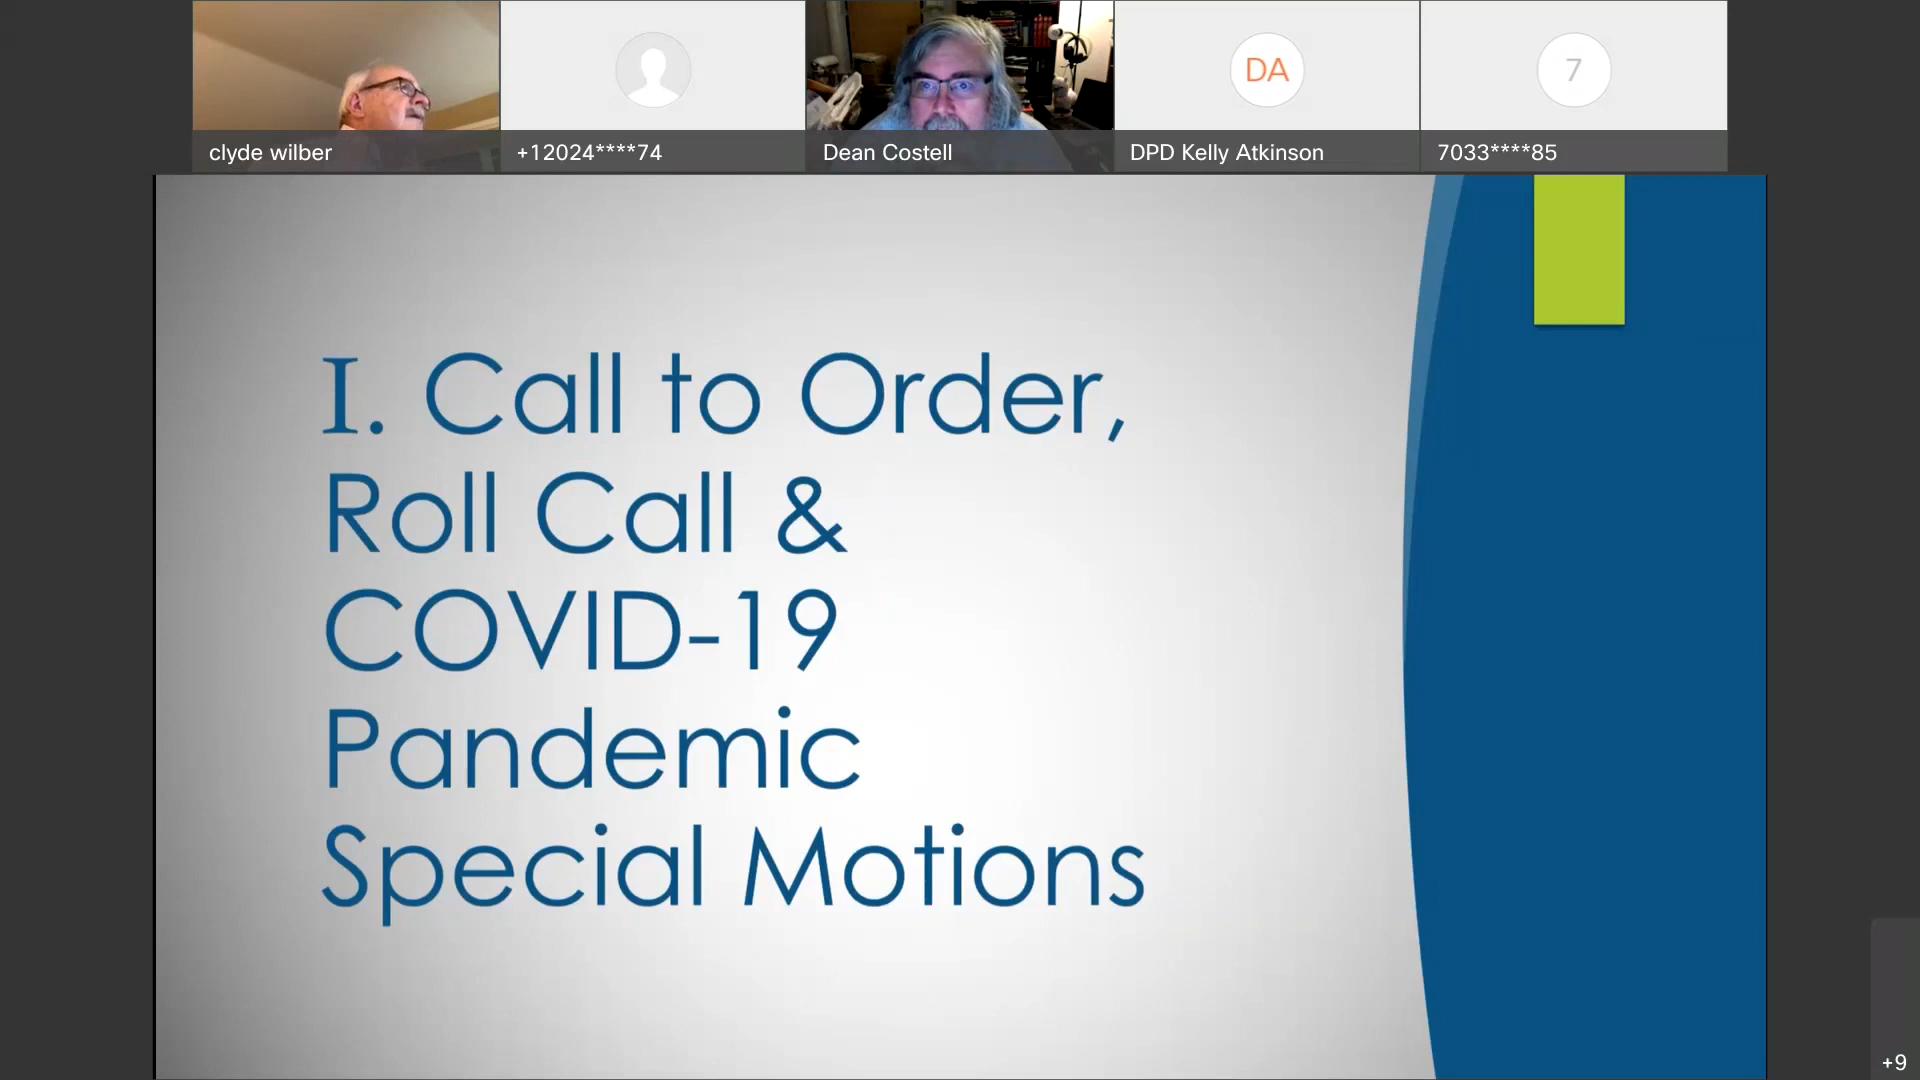 clyde wilber
+12024****74
Dean Costell
DA
DPD Kelly Atkinson
7
7033****85
I. Call to Order,
Roll Call &
COVID-19
Pandemic
Special Motions
+9